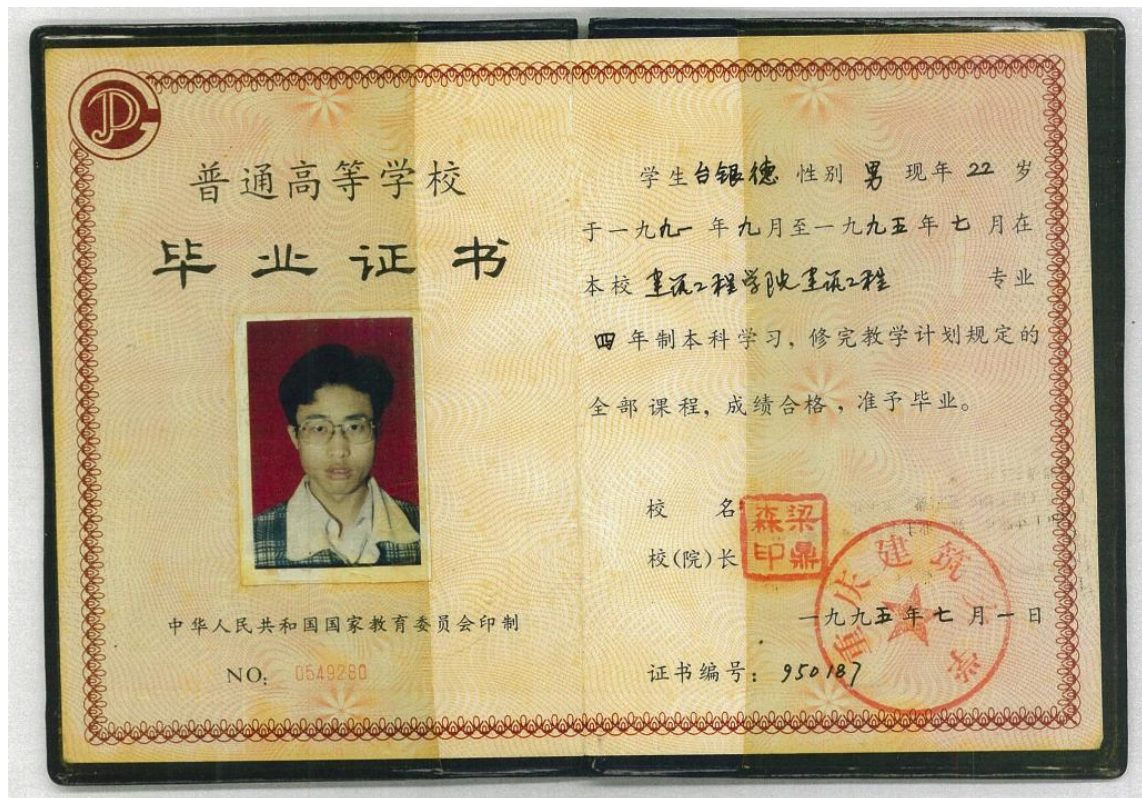 普通高等学校
毕业证书
中华人民共和国国家教育委员会印制
NO: 0549280
学生台银德 性别 男 现年 22 岁
于一九九一年九月至一九九五年七月在
本校 建筑工程学院建筑工程 专业
四年制本科学习，修完教学计划规定的
全部课程，成绩合格，准予毕业。
校 名
校(院)长
梁鼎森印
重庆建筑大学
一九九五年七月一日
证书编号：950187